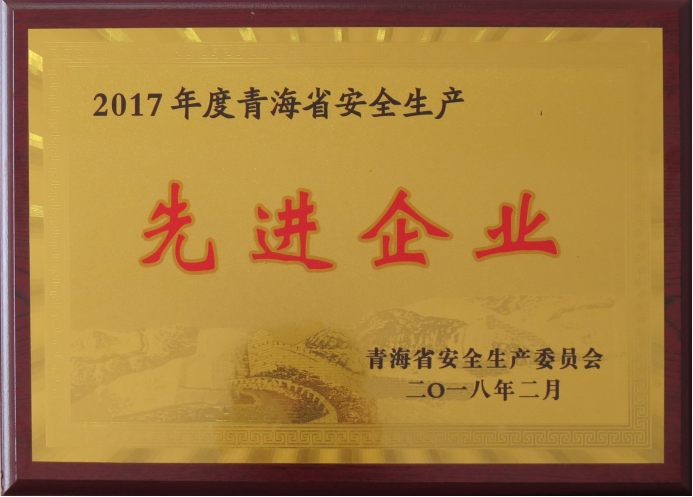 2017年度青海省安全生产
先进企业
青海省安全生产委员会
二〇一八年二月